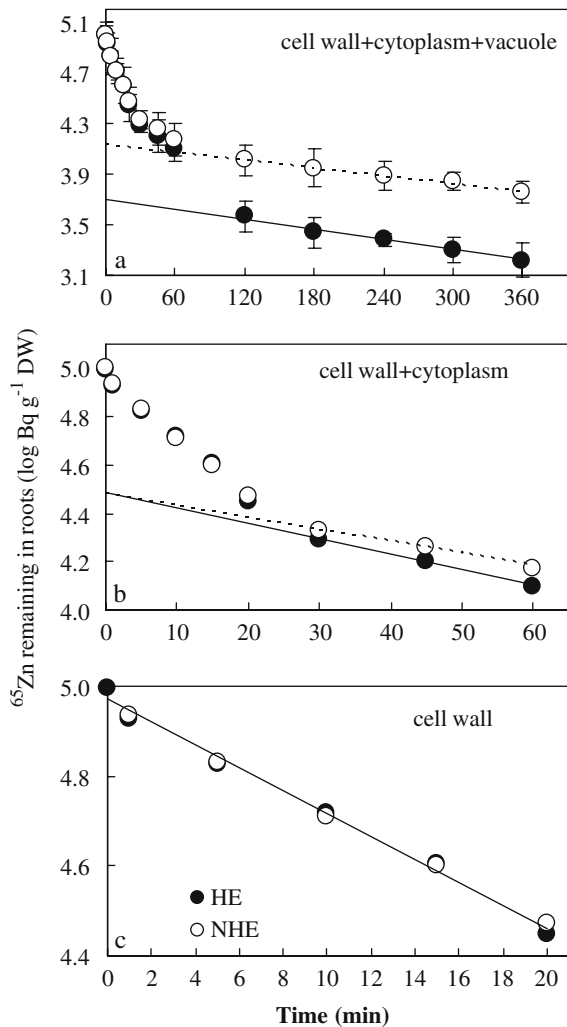 5.1
cell wall+cytoplasm+vacuole
4.7
4.3
3.9
3.5
3.1
a
0 60 120 180 240 300 360
⁶⁵Zn remaining in roots (log Bq g⁻¹ DW)
5.0
cell wall+cytoplasm
4.8
4.6
4.4
4.2
4.0
b
0 10 20 30 40 50 60
5.0
cell wall
4.8
4.6
HE
NHE
4.4
c
0 2 4 6 8 10 12 14 16 18 20
Time (min)